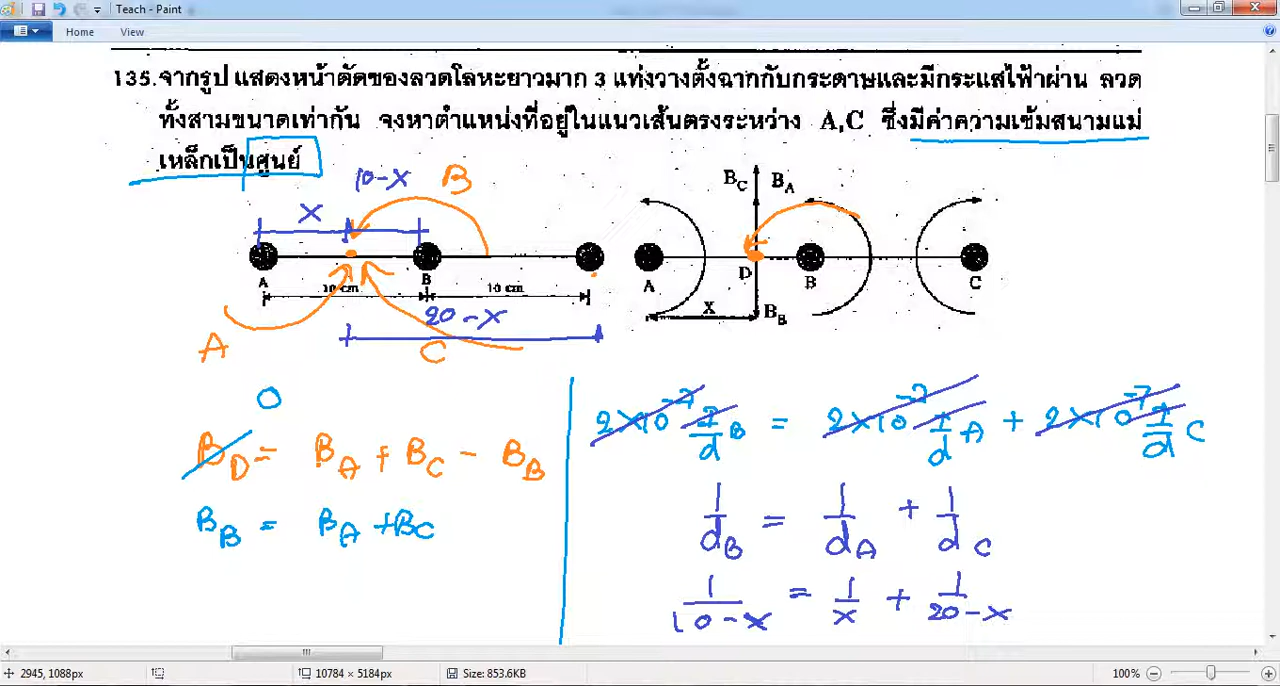 Teach - Paint
Home View
135. จากรูป แสดงหน้าตัดของลวดโลหะยาวมาก 3 แท่งวางตั้งฉากกับกระดาษและมีกระแสไฟฟ้าผ่าน ลวด
ทั้งสามขนาดเท่ากัน จงหาตำแหน่งที่อยู่ในแนวเส้นตรงระหว่าง A,C ซึ่งมีค่าความเข้มสนามแม่
เหล็กเป็นศูนย์
10-x B
x
A B
10 cm. 10 cm.
20-x
A C
B_C B_A
A D B C
X B_B
0
B_D = B_A + B_C - B_B
B_B = B_A + B_C
2×10^-7 I/d B = 2×10^-7 I/d A + 2×10^-7 I/d C
1/d_B = 1/d_A + 1/d_C
1/10-x = 1/x + 1/20-x
2945, 1088px 10784 × 5184px Size: 853.6KB 100%